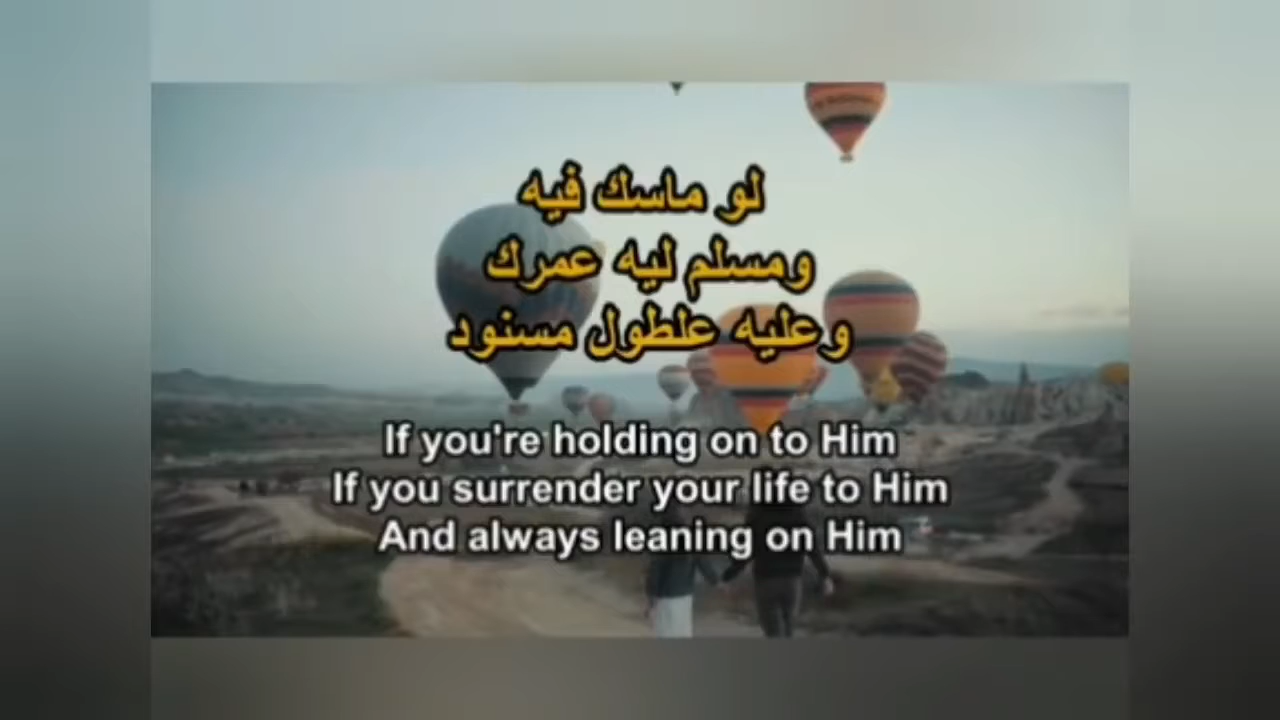 لو ماسك فيه
ومسلم ليه عمرك
وعليه علطول مسنود
If you're holding on to Him
If you surrender your life to Him
And always leaning on Him